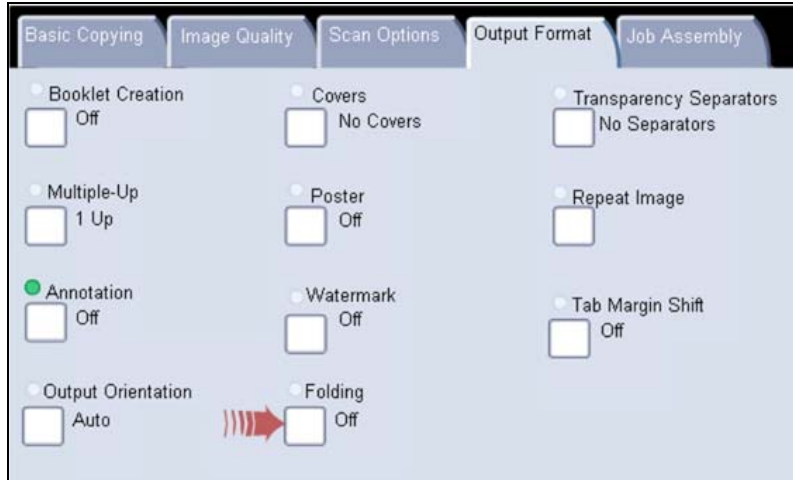 Basic Copying Image Quality Scan Options Output Format Job Assembly
Booklet Creation
Off
Covers
No Covers
Transparency Separators
No Separators
Multiple-Up
1 Up
Poster
Off
Repeat Image
Annotation
Off
Watermark
Off
Tab Margin Shift
Off
Output Orientation
Auto
Folding
Off